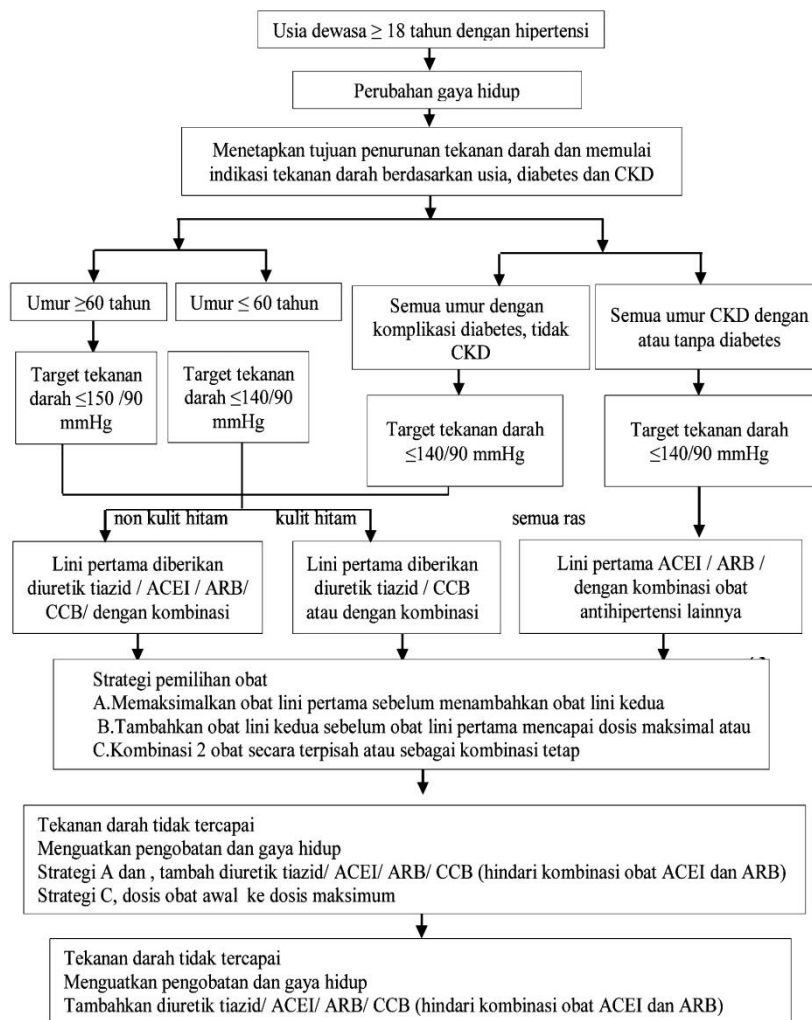 Usia dewasa ≥ 18 tahun dengan hipertensi
Perubahan gaya hidup
Menetapkan tujuan penurunan tekanan darah dan memulai
indikasi tekanan darah berdasarkan usia, diabetes dan CKD
Umur ≥60 tahun
Umur ≤ 60 tahun
Semua umur dengan
komplikasi diabetes, tidak
CKD
Semua umur CKD dengan
atau tanpa diabetes
Target tekanan
darah ≤150 /90
mmHg
Target tekanan
darah ≤140/90
mmHg
Target tekanan darah
≤140/90 mmHg
Target tekanan darah
≤140/90 mmHg
non kulit hitam
kulit hitam
semua ras
Lini pertama diberikan
diuretik tiazid / ACEI / ARB/
CCB/ dengan kombinasi
Lini pertama diberikan
diuretik tiazid / CCB
atau dengan kombinasi
Lini pertama ACEI / ARB /
dengan kombinasi obat
antihipertensi lainnya
Strategi pemilihan obat
A.Memaksimalkan obat lini pertama sebelum menambahkan obat lini kedua
B.Tambahkan obat lini kedua sebelum obat lini pertama mencapai dosis maksimal atau
C.Kombinasi 2 obat secara terpisah atau sebagai kombinasi tetap
Tekanan darah tidak tercapai
Menguatkan pengobatan dan gaya hidup
Strategi A dan , tambah diuretik tiazid/ ACEI/ ARB/ CCB (hindari kombinasi obat ACEI dan ARB)
Strategi C, dosis obat awal ke dosis maksimum
Tekanan darah tidak tercapai
Menguatkan pengobatan dan gaya hidup
Tambahkan diuretik tiazid/ ACEI/ ARB/ CCB (hindari kombinasi obat ACEI dan ARB)